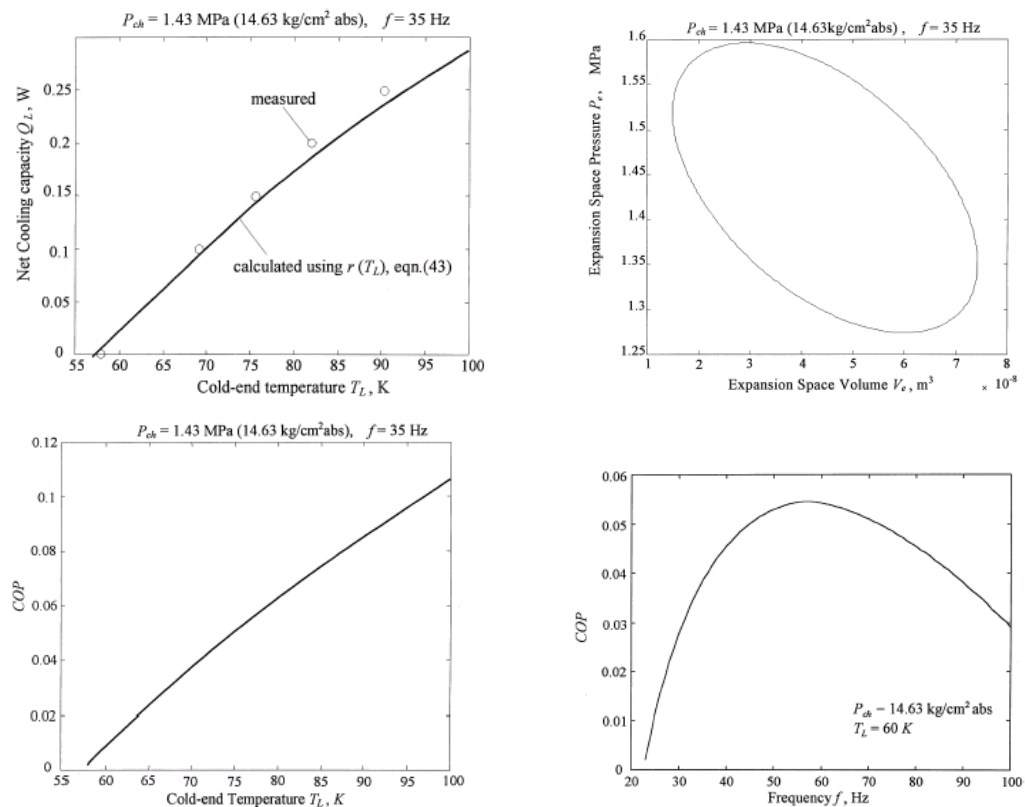 P_ch = 1.43 MPa (14.63 kg/cm² abs), f = 35 Hz
Net Cooling capacity Q_L, W
0.25
0.2
0.15
0.1
0.05
0
measured
calculated using r (T_L), eqn.(43)
55 60 65 70 75 80 85 90 95 100
Cold-end temperature T_L, K
P_ch = 1.43 MPa (14.63kg/cm²abs), f = 35 Hz
Expansion Space Pressure P_e, MPa
1.6
1.55
1.5
1.45
1.4
1.35
1.3
1.25
1 2 3 4 5 6 7 8
Expansion Space Volume V_e, m³ × 10⁻⁸
P_ch = 1.43 MPa (14.63 kg/cm²abs), f = 35 Hz
COP
0.12
0.1
0.08
0.06
0.04
0.02
0
55 60 65 70 75 80 85 90 95 100
Cold-end Temperature T_L, K
COP
0.06
0.05
0.04
0.03
0.02
0.01
0
P_ch = 14.63 kg/cm² abs
T_L = 60 K
20 30 40 50 60 70 80 90 100
Frequency f, Hz